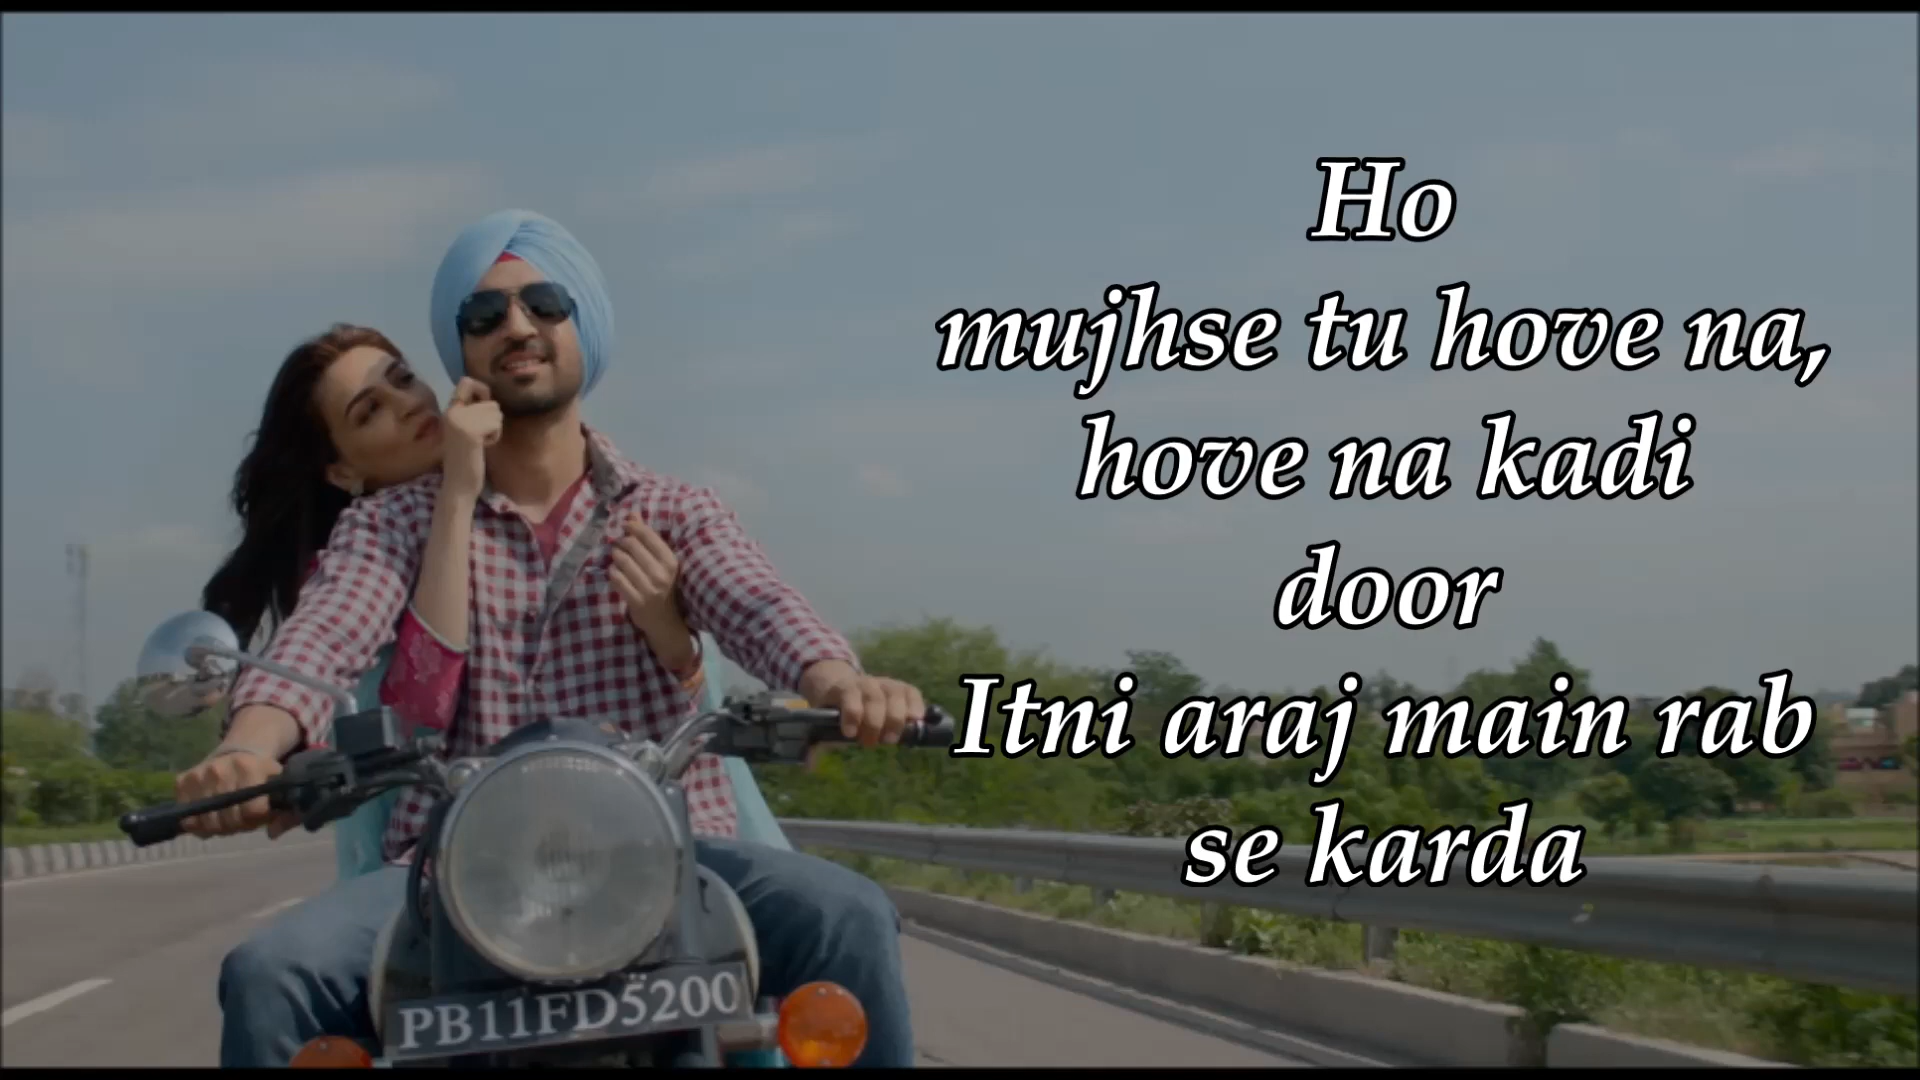 Ho
mujhse tu hove na,
hove na kadi
door
Itni araj main rab
se karda
PB11FD5200